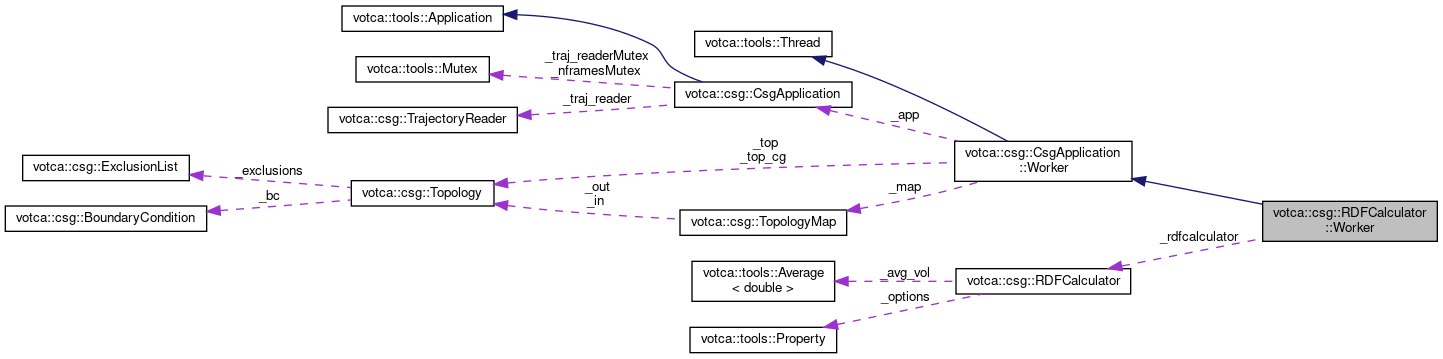 votca::tools::Application
votca::tools::Thread
_traj_readerMutex
_nframesMutex
votca::tools::Mutex
votca::csg::CsgApplication
_traj_reader
votca::csg::TrajectoryReader
_app
_top
_top_cg
votca::csg::CsgApplication
::Worker
votca::csg::ExclusionList
_exclusions
votca::csg::Topology
_out
_in
_map
_bc
votca::csg::BoundaryCondition
votca::csg::TopologyMap
votca::csg::RDFCalculator
::Worker
_rdfcalculator
votca::tools::Average
< double >
_avg_vol
votca::csg::RDFCalculator
_options
votca::tools::Property